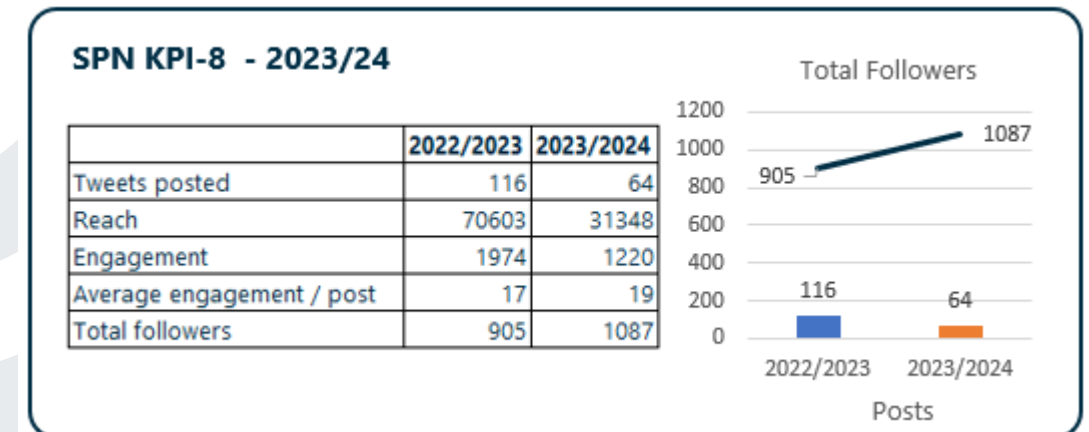 SPN KPI-8 - 2023/24
2022/2023 2023/2024
Tweets posted 116 64
Reach 70603 31348
Engagement 1974 1220
Average engagement / post 17 19
Total followers 905 1087
Total Followers
1200
1000
800
600
400
200
0
905
1087
116
64
2022/2023 2023/2024
Posts